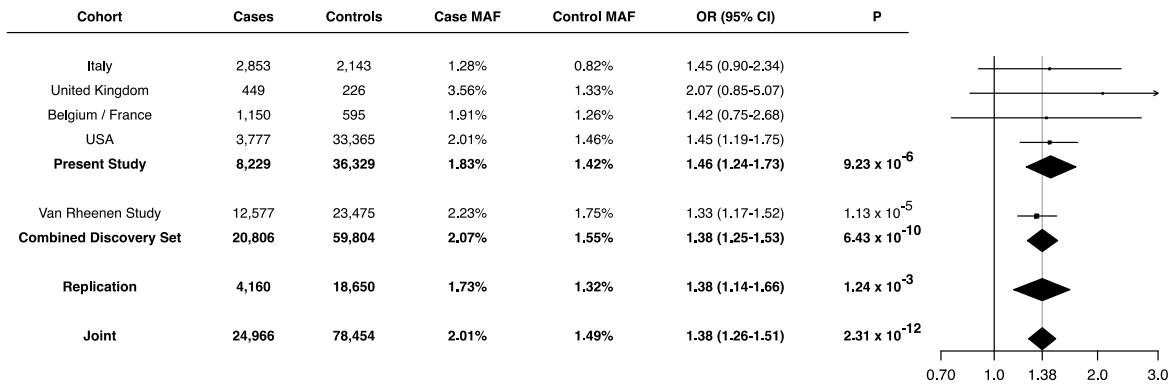 Cohort Cases Controls Case MAF Control MAF OR (95% CI) P
Italy 2,853 2,143 1.28% 0.82% 1.45 (0.90-2.34)
United Kingdom 449 226 3.56% 1.33% 2.07 (0.85-5.07)
Belgium / France 1,150 595 1.91% 1.26% 1.42 (0.75-2.68)
USA 3,777 33,365 2.01% 1.46% 1.45 (1.19-1.75)
Present Study 8,229 36,329 1.83% 1.42% 1.46 (1.24-1.73) 9.23 x 10-6
Van Rheenen Study 12,577 23,475 2.23% 1.75% 1.33 (1.17-1.52) 1.13 x 10-5
Combined Discovery Set 20,806 59,804 2.07% 1.55% 1.38 (1.25-1.53) 6.43 x 10-10
Replication 4,160 18,650 1.73% 1.32% 1.38 (1.14-1.66) 1.24 x 10-3
Joint 24,966 78,454 2.01% 1.49% 1.38 (1.26-1.51) 2.31 x 10-12
0.70 1.0 1.38 2.0 3.0